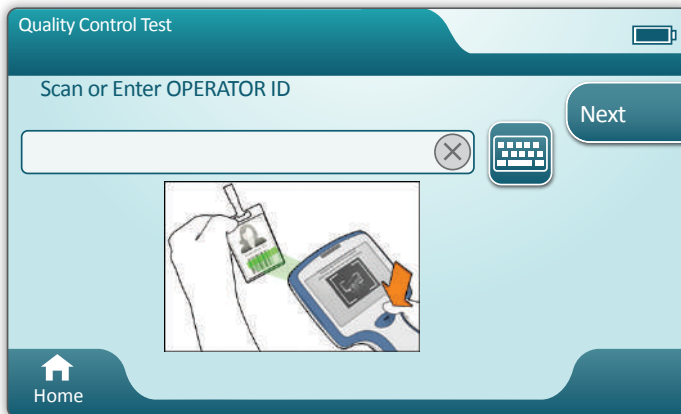 Quality Control Test
Scan or Enter OPERATOR ID
Next
Home